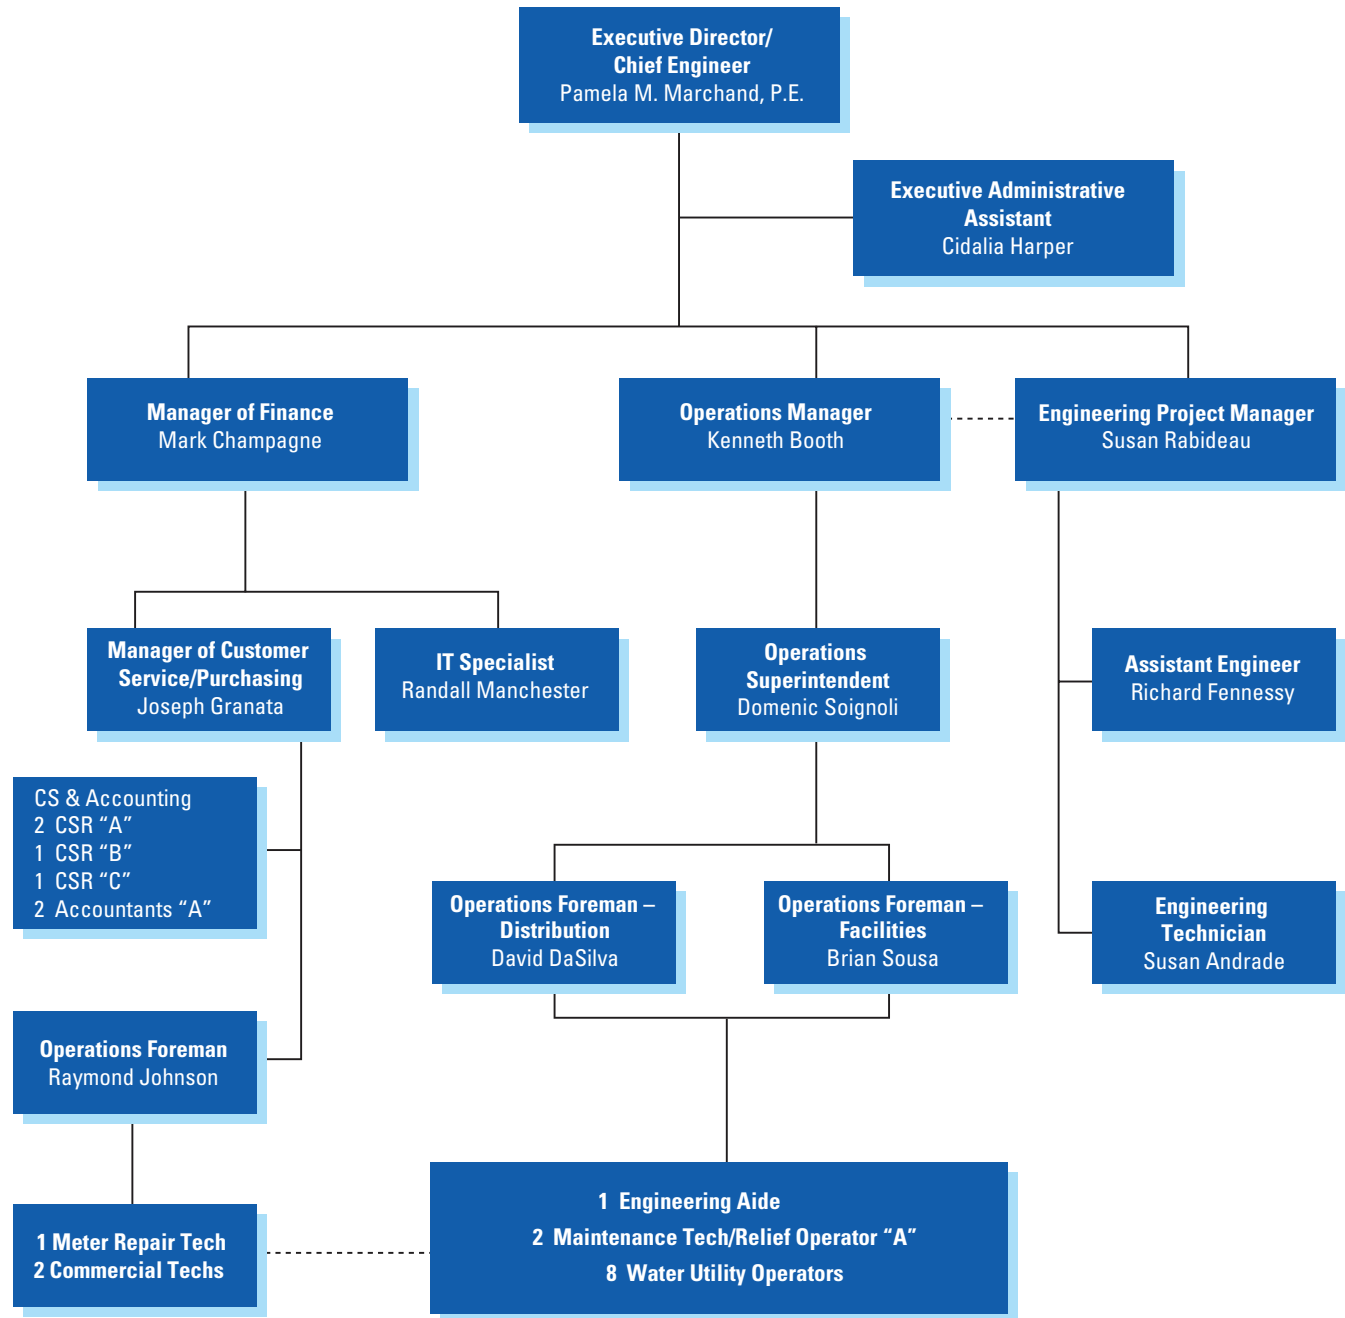 Executive Director/
Chief Engineer
Pamela M. Marchand, P.E.
Executive Administrative
Assistant
Cidalia Harper
Manager of Finance
Mark Champagne
Operations Manager
Kenneth Booth
Engineering Project Manager
Susan Rabideau
Manager of Customer
Service/Purchasing
Joseph Granata
IT Specialist
Randall Manchester
Operations
Superintendent
Domenic Soignoli
Assistant Engineer
Richard Fennessy
CS & Accounting
2 CSR “A”
1 CSR “B”
1 CSR “C”
2 Accountants “A”
Operations Foreman –
Distribution
David DaSilva
Operations Foreman –
Facilities
Brian Sousa
Engineering
Technician
Susan Andrade
Operations Foreman
Raymond Johnson
1 Meter Repair Tech
2 Commercial Techs
1 Engineering Aide
2 Maintenance Tech/Relief Operator “A”
8 Water Utility Operators